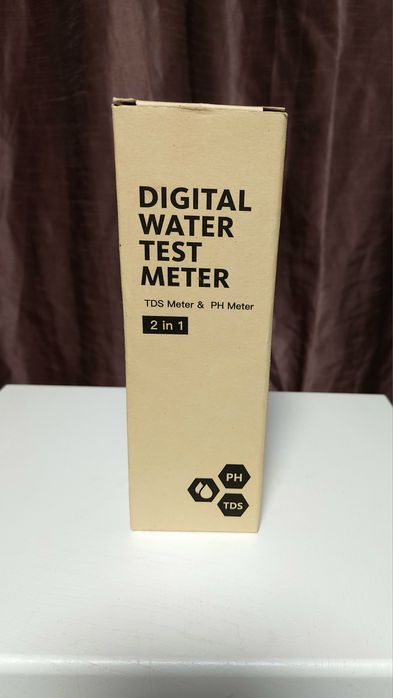 DIGITAL
WATER
TEST
METER
TDS Meter & PH Meter
2 in 1
PH
TDS